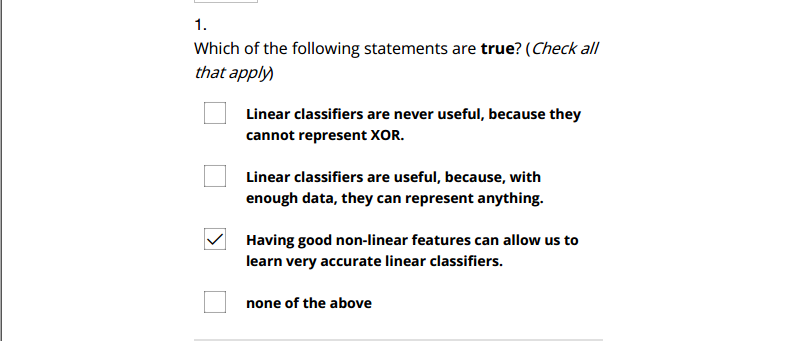 1.
Which of the following statements are true? (Check all
that apply)
Linear classifiers are never useful, because they
cannot represent XOR.
Linear classifiers are useful, because, with
enough data, they can represent anything.
Having good non-linear features can allow us to
learn very accurate linear classifiers.
none of the above